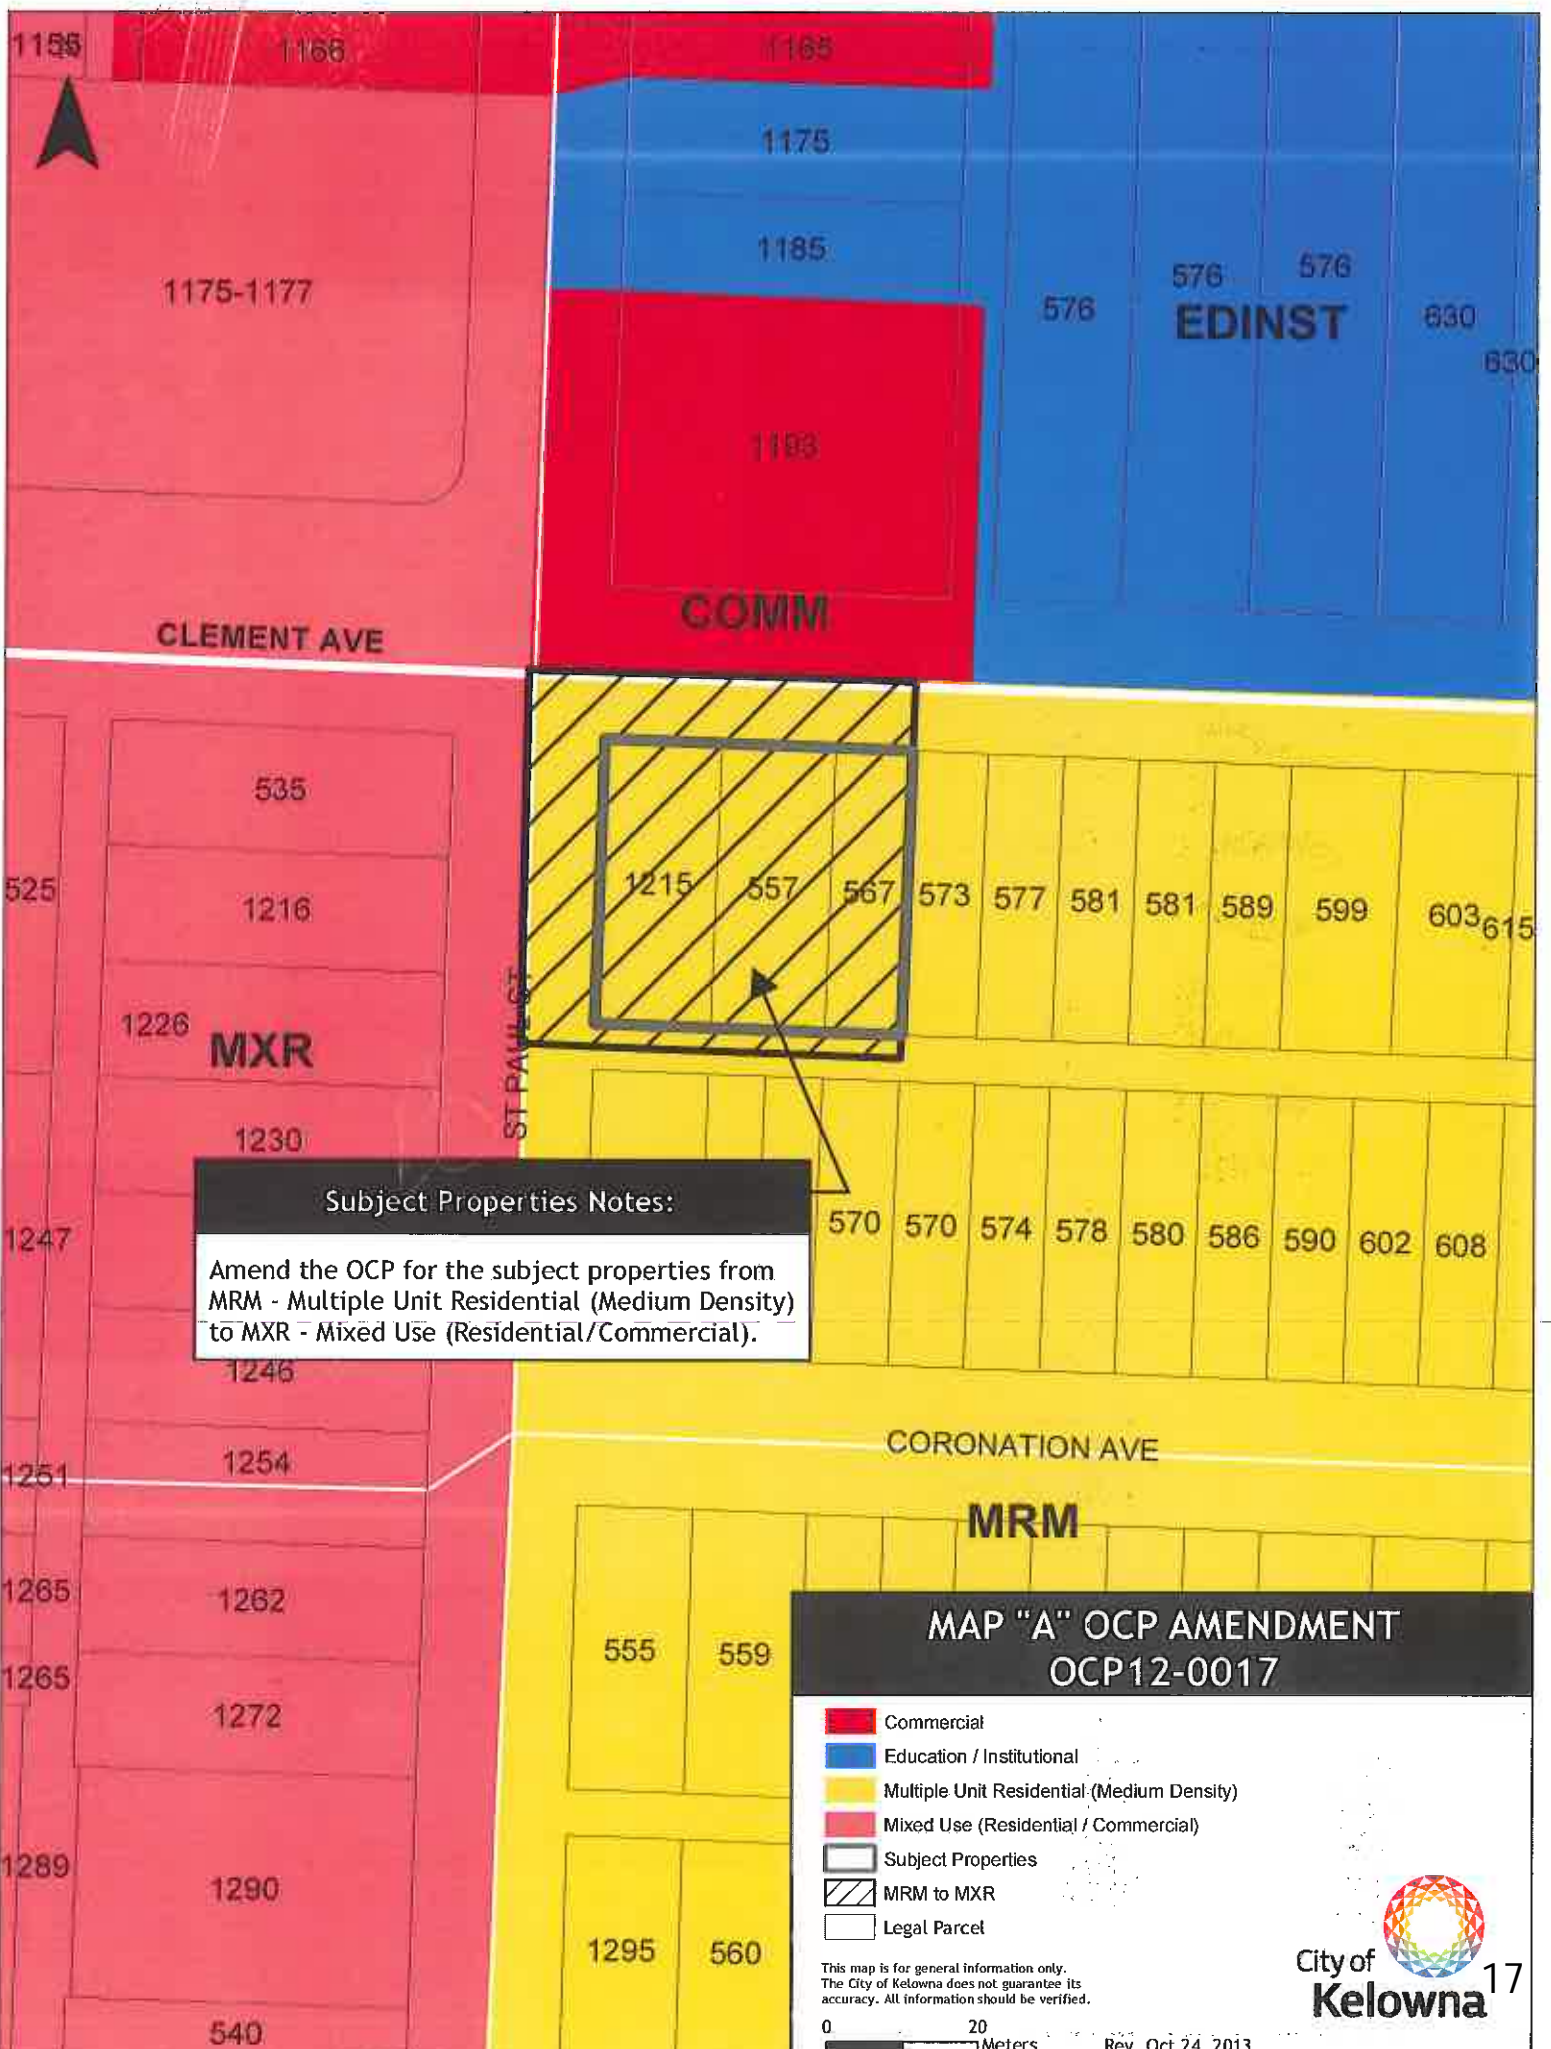 1166
1165
1175
1185
1175-1177
576
576
576
EDINST
630
630
1193
COMM
CLEMENT AVE
535
525
1216
1215
557
567
573
577
581
581
589
599
603
615
1226
MXR
ST PAUL ST
1230
Subject Properties Notes:
Amend the OCP for the subject properties from
MRM - Multiple Unit Residential (Medium Density)
to MXR - Mixed Use (Residential/Commercial).
1247
570
570
574
578
580
586
590
602
608
1246
1254
1251
CORONATION AVE
MRM
1265
1262
555
559
1265
1272
MAP "A" OCP AMENDMENT
OCP12-0017
Commercial
Education / Institutional
Multiple Unit Residential (Medium Density)
Mixed Use (Residential / Commercial)
Subject Properties
MRM to MXR
Legal Parcel
1289
1290
1295
560
540
This map is for general information only.
The City of Kelowna does not guarantee its
accuracy. All information should be verified.
0 20
Meters
Rev. Oct 24, 2013
City of
Kelowna
17